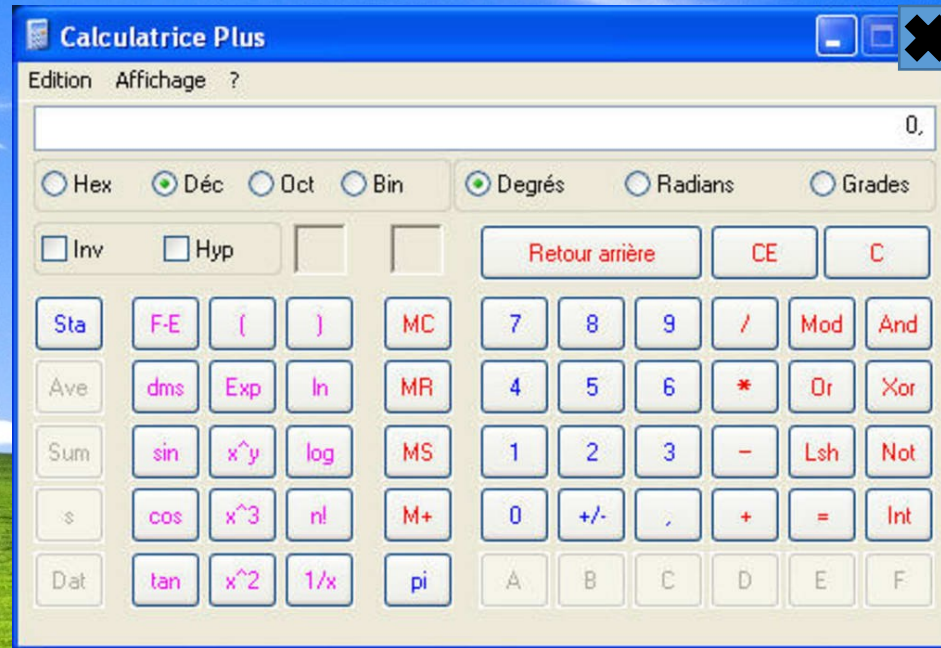 Calculatrice Plus
Edition Affichage ?
0,
Hex Déc Oct Bin Degrés Radians Grades
Inv Hyp Retour arrière CE C
Sta F-E ( ) MC 7 8 9 / Mod And
Ave dms Exp ln MR 4 5 6 * Or Xor
Sum sin x^y log MS 1 2 3 - Lsh Not
s cos x^3 n! M+ 0 +/- , + = Int
Dat tan x^2 1/x pi A B C D E F